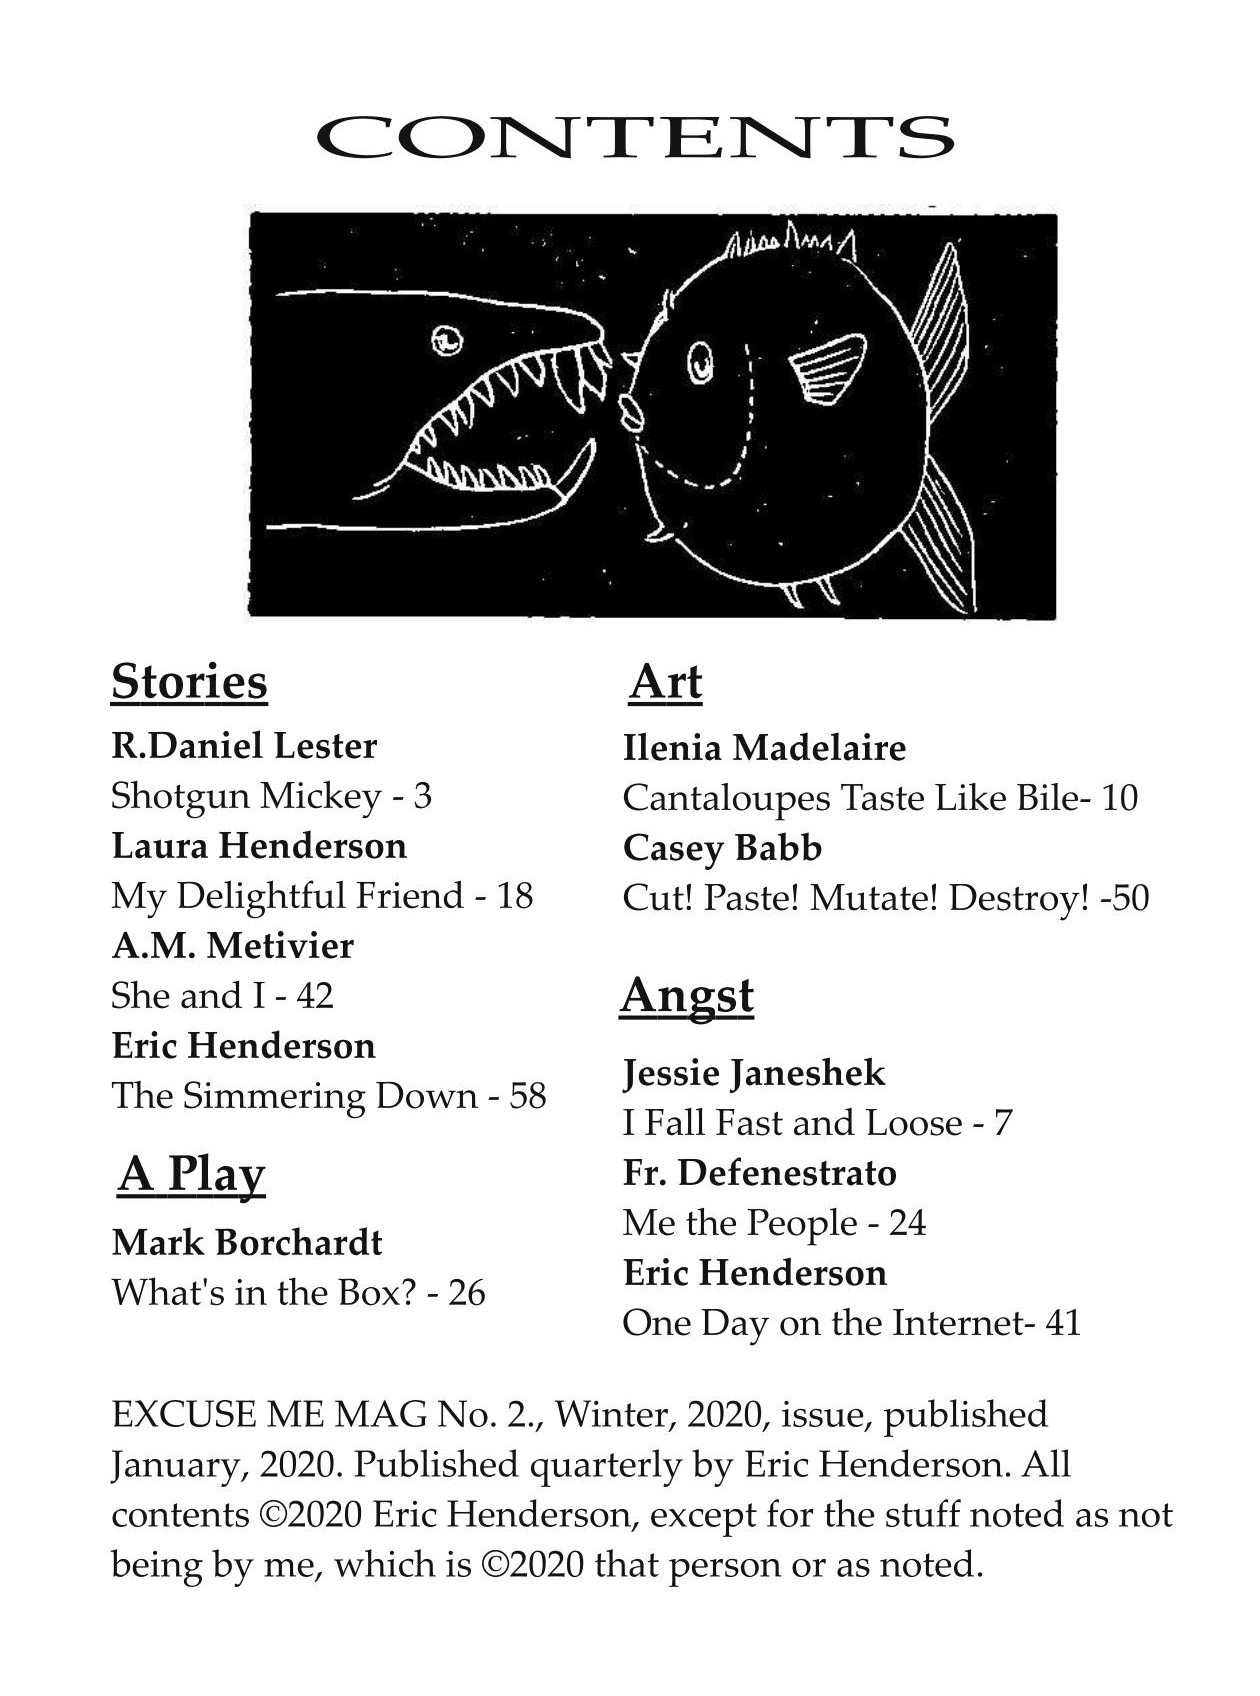 CONTENTS
Stories
R.Daniel Lester
Shotgun Mickey - 3
Laura Henderson
My Delightful Friend - 18
A.M. Metivier
She and I - 42
Eric Henderson
The Simmering Down - 58
A Play
Mark Borchardt
What's in the Box? - 26
Art
Ilenia Madelaire
Cantaloupes Taste Like Bile- 10
Casey Babb
Cut! Paste! Mutate! Destroy! -50
Angst
Jessie Janeshek
I Fall Fast and Loose - 7
Fr. Defenestrato
Me the People - 24
Eric Henderson
One Day on the Internet- 41
EXCUSE ME MAG No. 2., Winter, 2020, issue, published
January, 2020. Published quarterly by Eric Henderson. All
contents ©2020 Eric Henderson, except for the stuff noted as not
being by me, which is ©2020 that person or as noted.